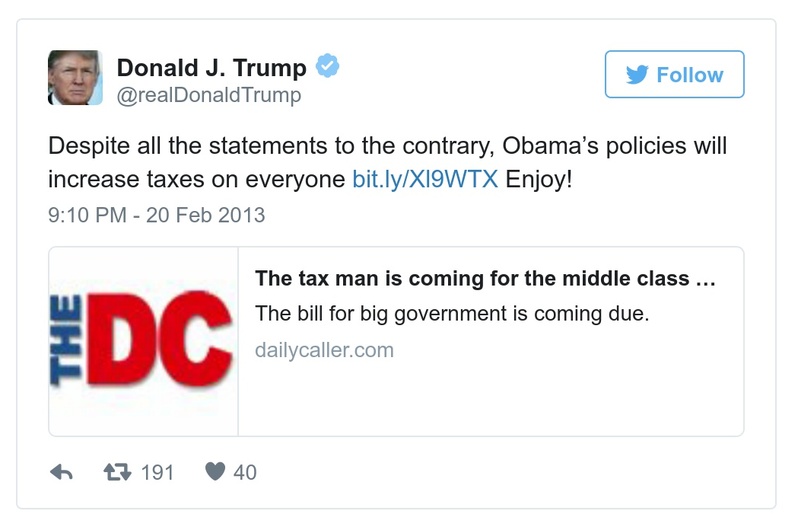 Donald J. Trump
@realDonaldTrump
Follow
Despite all the statements to the contrary, Obama’s policies will
increase taxes on everyone bit.ly/Xl9WTX Enjoy!
9:10 PM - 20 Feb 2013
THE DC
The tax man is coming for the middle class ...
The bill for big government is coming due.
dailycaller.com
191 40